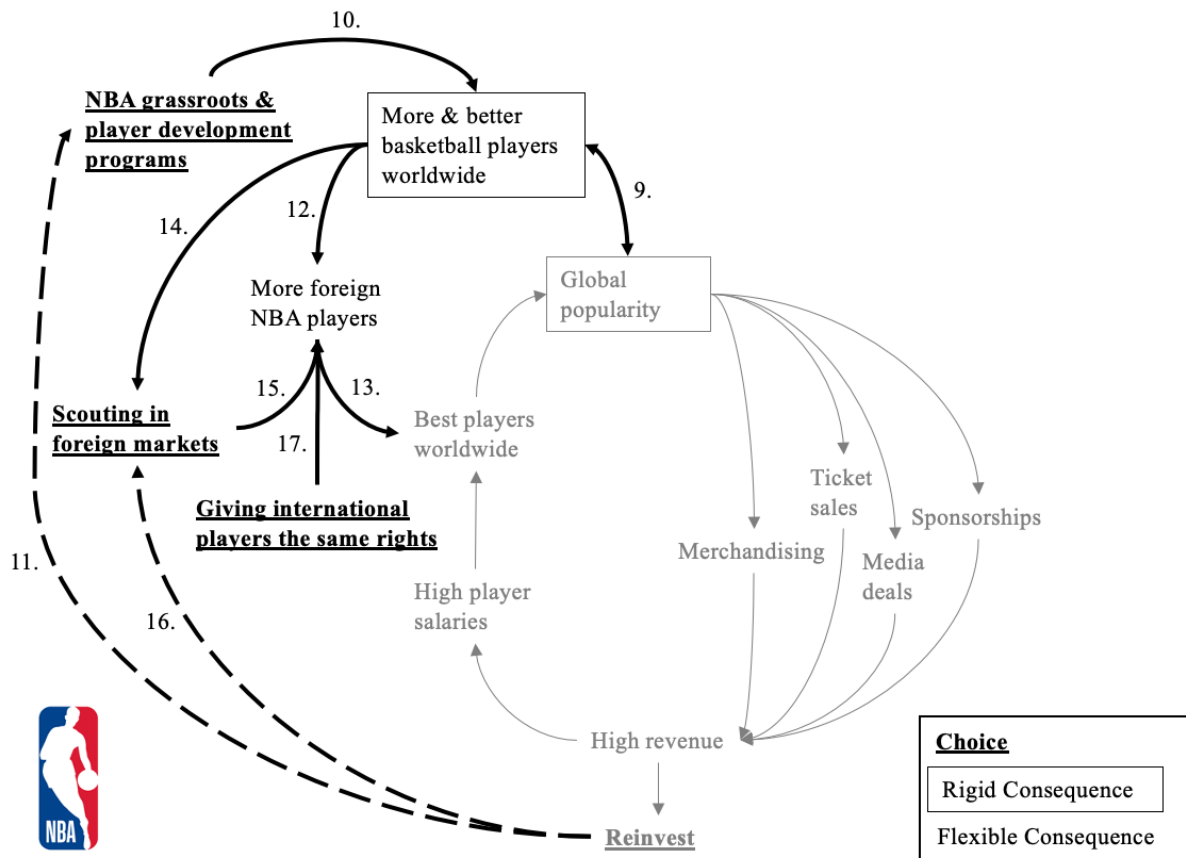 10.
NBA grassroots &
player development
programs
More & better
basketball players
worldwide
14.
12.
9.
More foreign
NBA players
Global
popularity
15.
13.
Scouting in
foreign markets
17.
Best players
worldwide
Giving international
players the same rights
Ticket
sales
Sponsorships
Merchandising
Media
deals
11.
16.
High player
salaries
High revenue
Reinvest
NBA
Choice
Rigid Consequence
Flexible Consequence